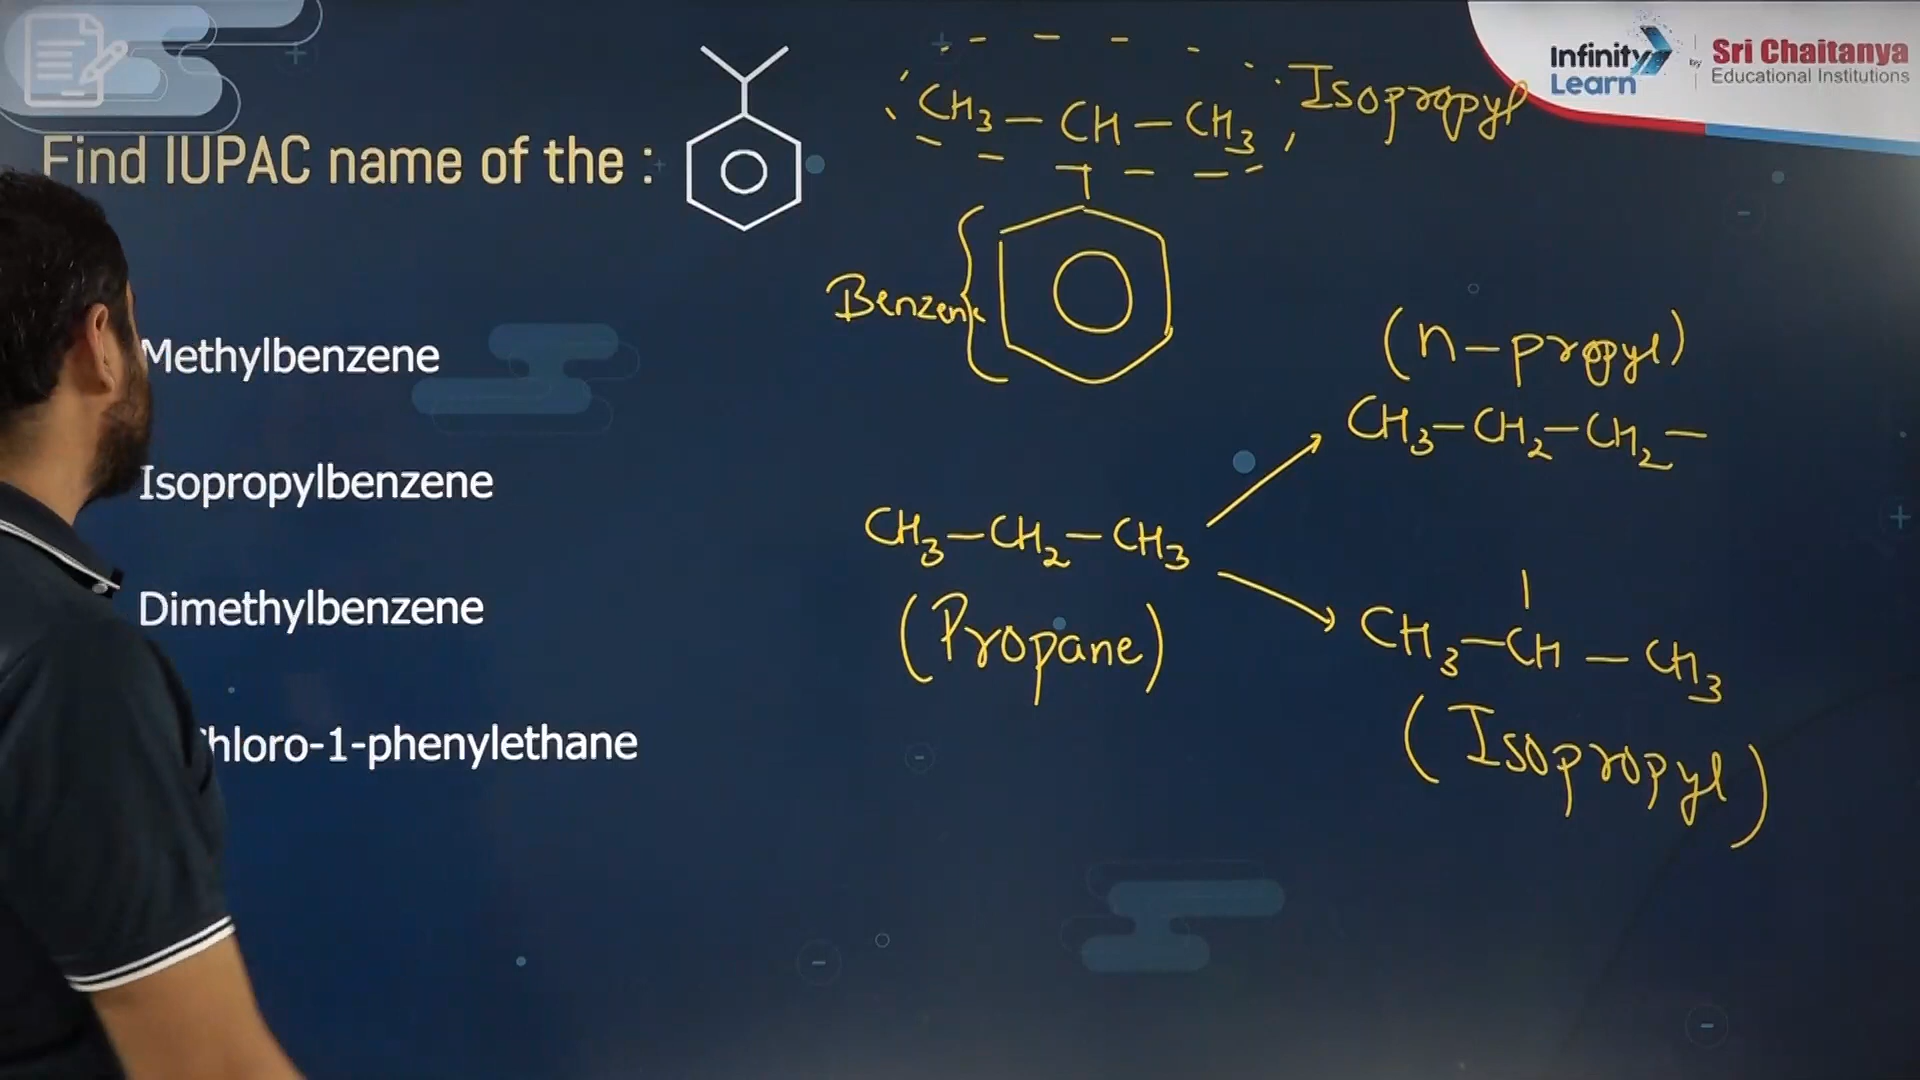 Infinity Learn by Sri Chaitanya Educational Institutions
Find IUPAC name of the :
CH3 – CH – CH3
Isopropyl
Benzene
Methylbenzene
Isopropylbenzene
Dimethylbenzene
hloro-1-phenylethane
(n-propyl)
CH3–CH2–CH2–
CH3–CH2–CH3
(Propane)
CH3–CH–CH3
(Isopropyl)